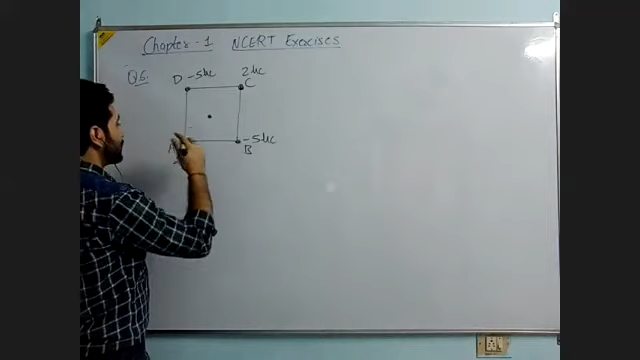 Chapter-1 NCERT Exercises
Q6.
D -5μc 2μc
C
-5μc
A B